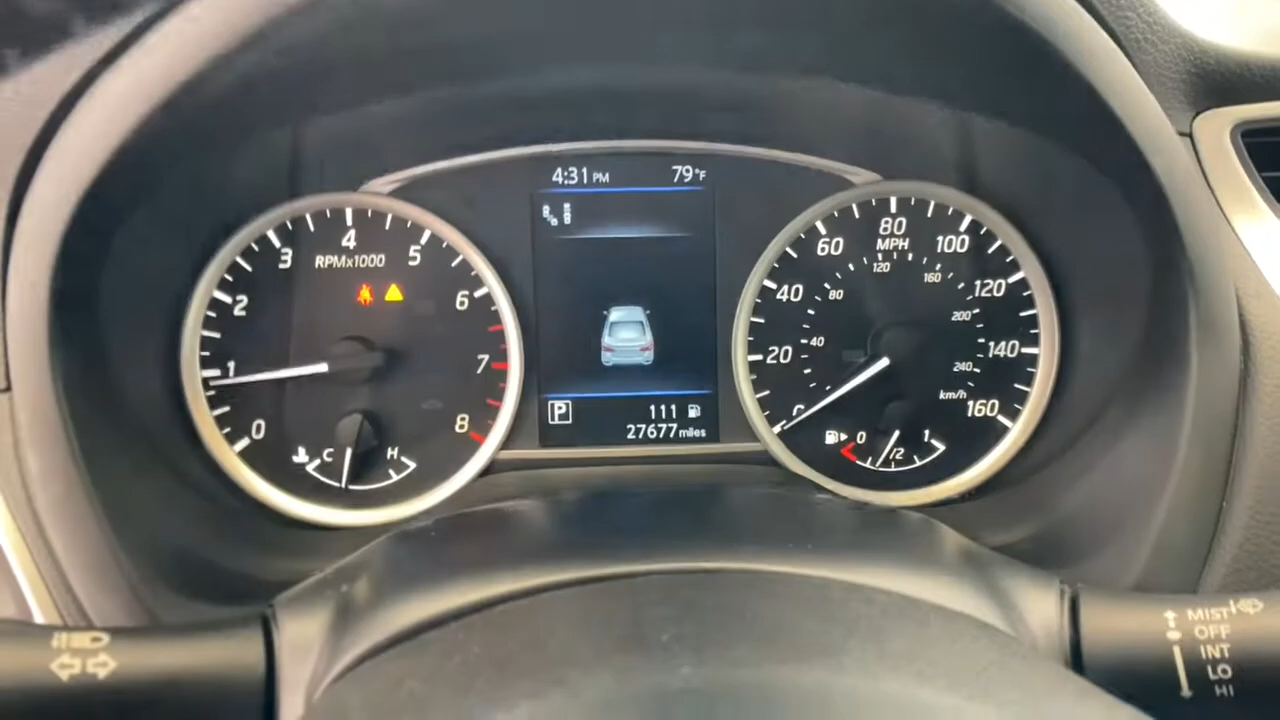 4:31 PM 79°F
0 1 2 3 4 5 6 7 8
RPMx1000
C H
P
111
27677 miles
0 20 40 60 80 100 120 140 160
MPH
40 80 120 160 200 240
km/h
0 1/2 1
MIST
OFF
INT
LO
HI